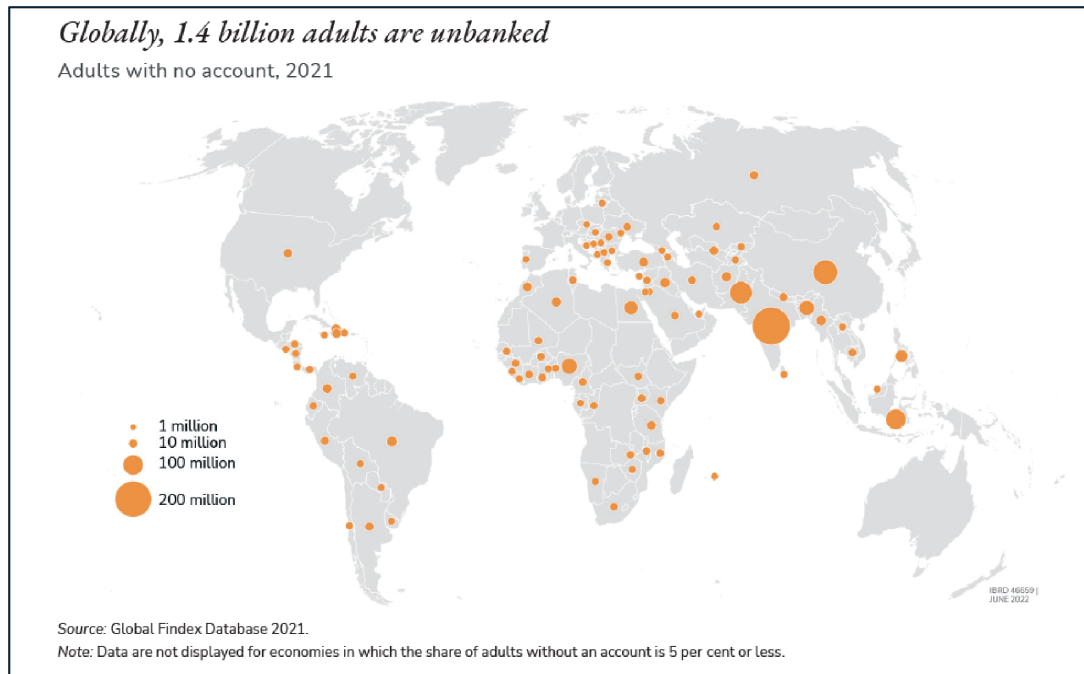 Globally, 1.4 billion adults are unbanked
Adults with no account, 2021
1 million
10 million
100 million
200 million
IBRD 46659 |
JUNE 2022
Source: Global Findex Database 2021.
Note: Data are not displayed for economies in which the share of adults without an account is 5 per cent or less.